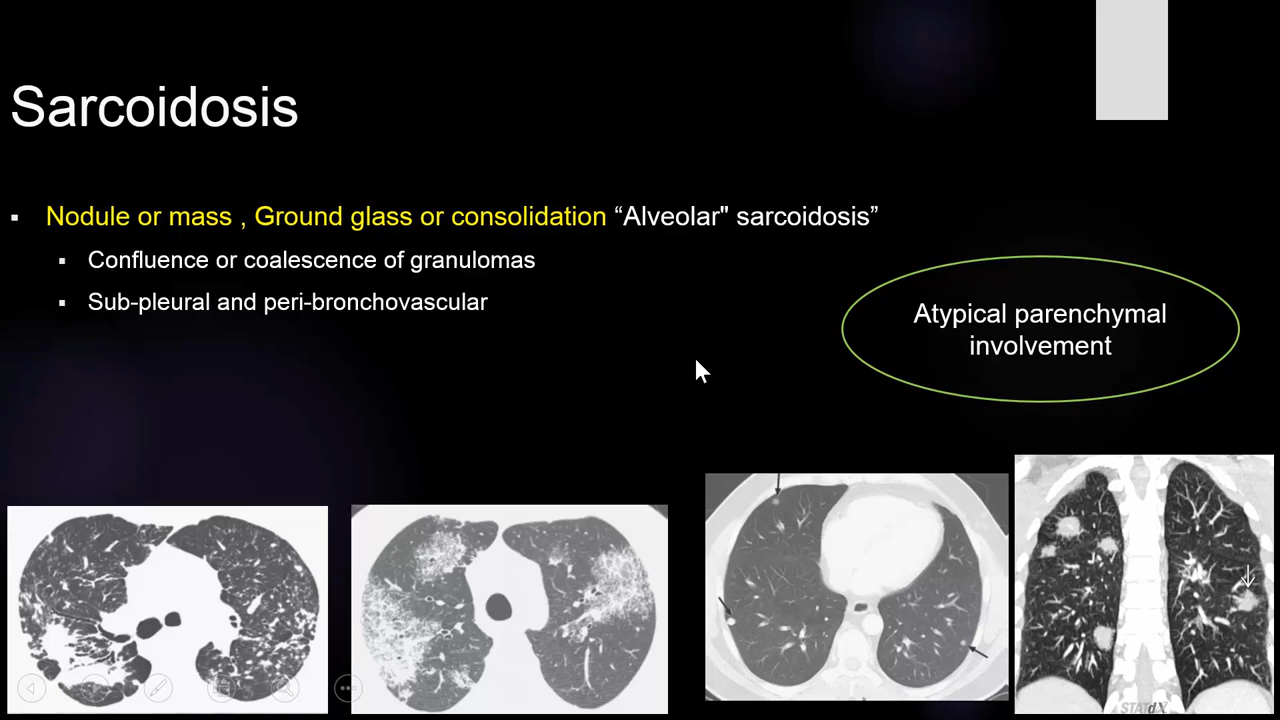 Sarcoidosis
Nodule or mass , Ground glass or consolidation “Alveolar" sarcoidosis”
Confluence or coalescence of granulomas
Sub-pleural and peri-bronchovascular
Atypical parenchymal
involvement
STATdx